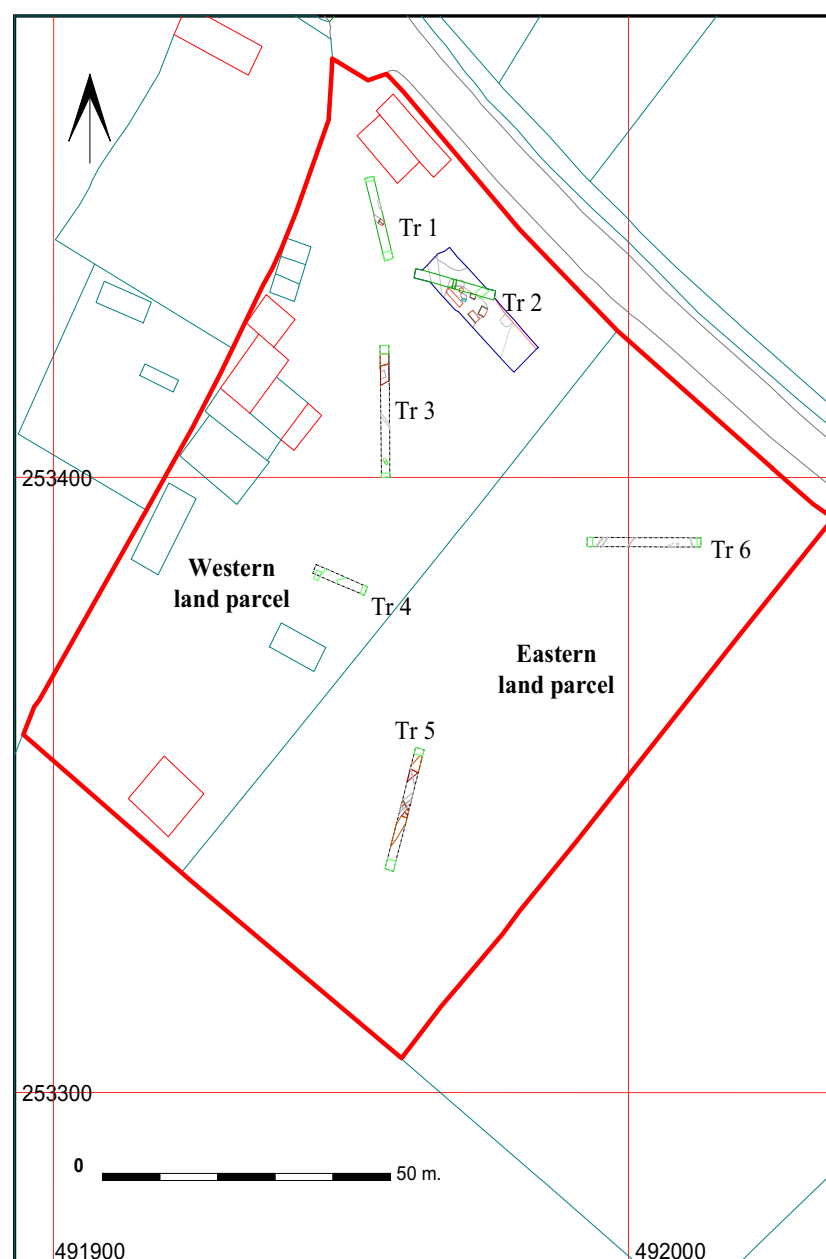 Tr 1
Tr 2
Tr 3
253400
Tr 6
Western
land parcel
Tr 4
Eastern
land parcel
Tr 5
253300
0
50 m.
491900
492000